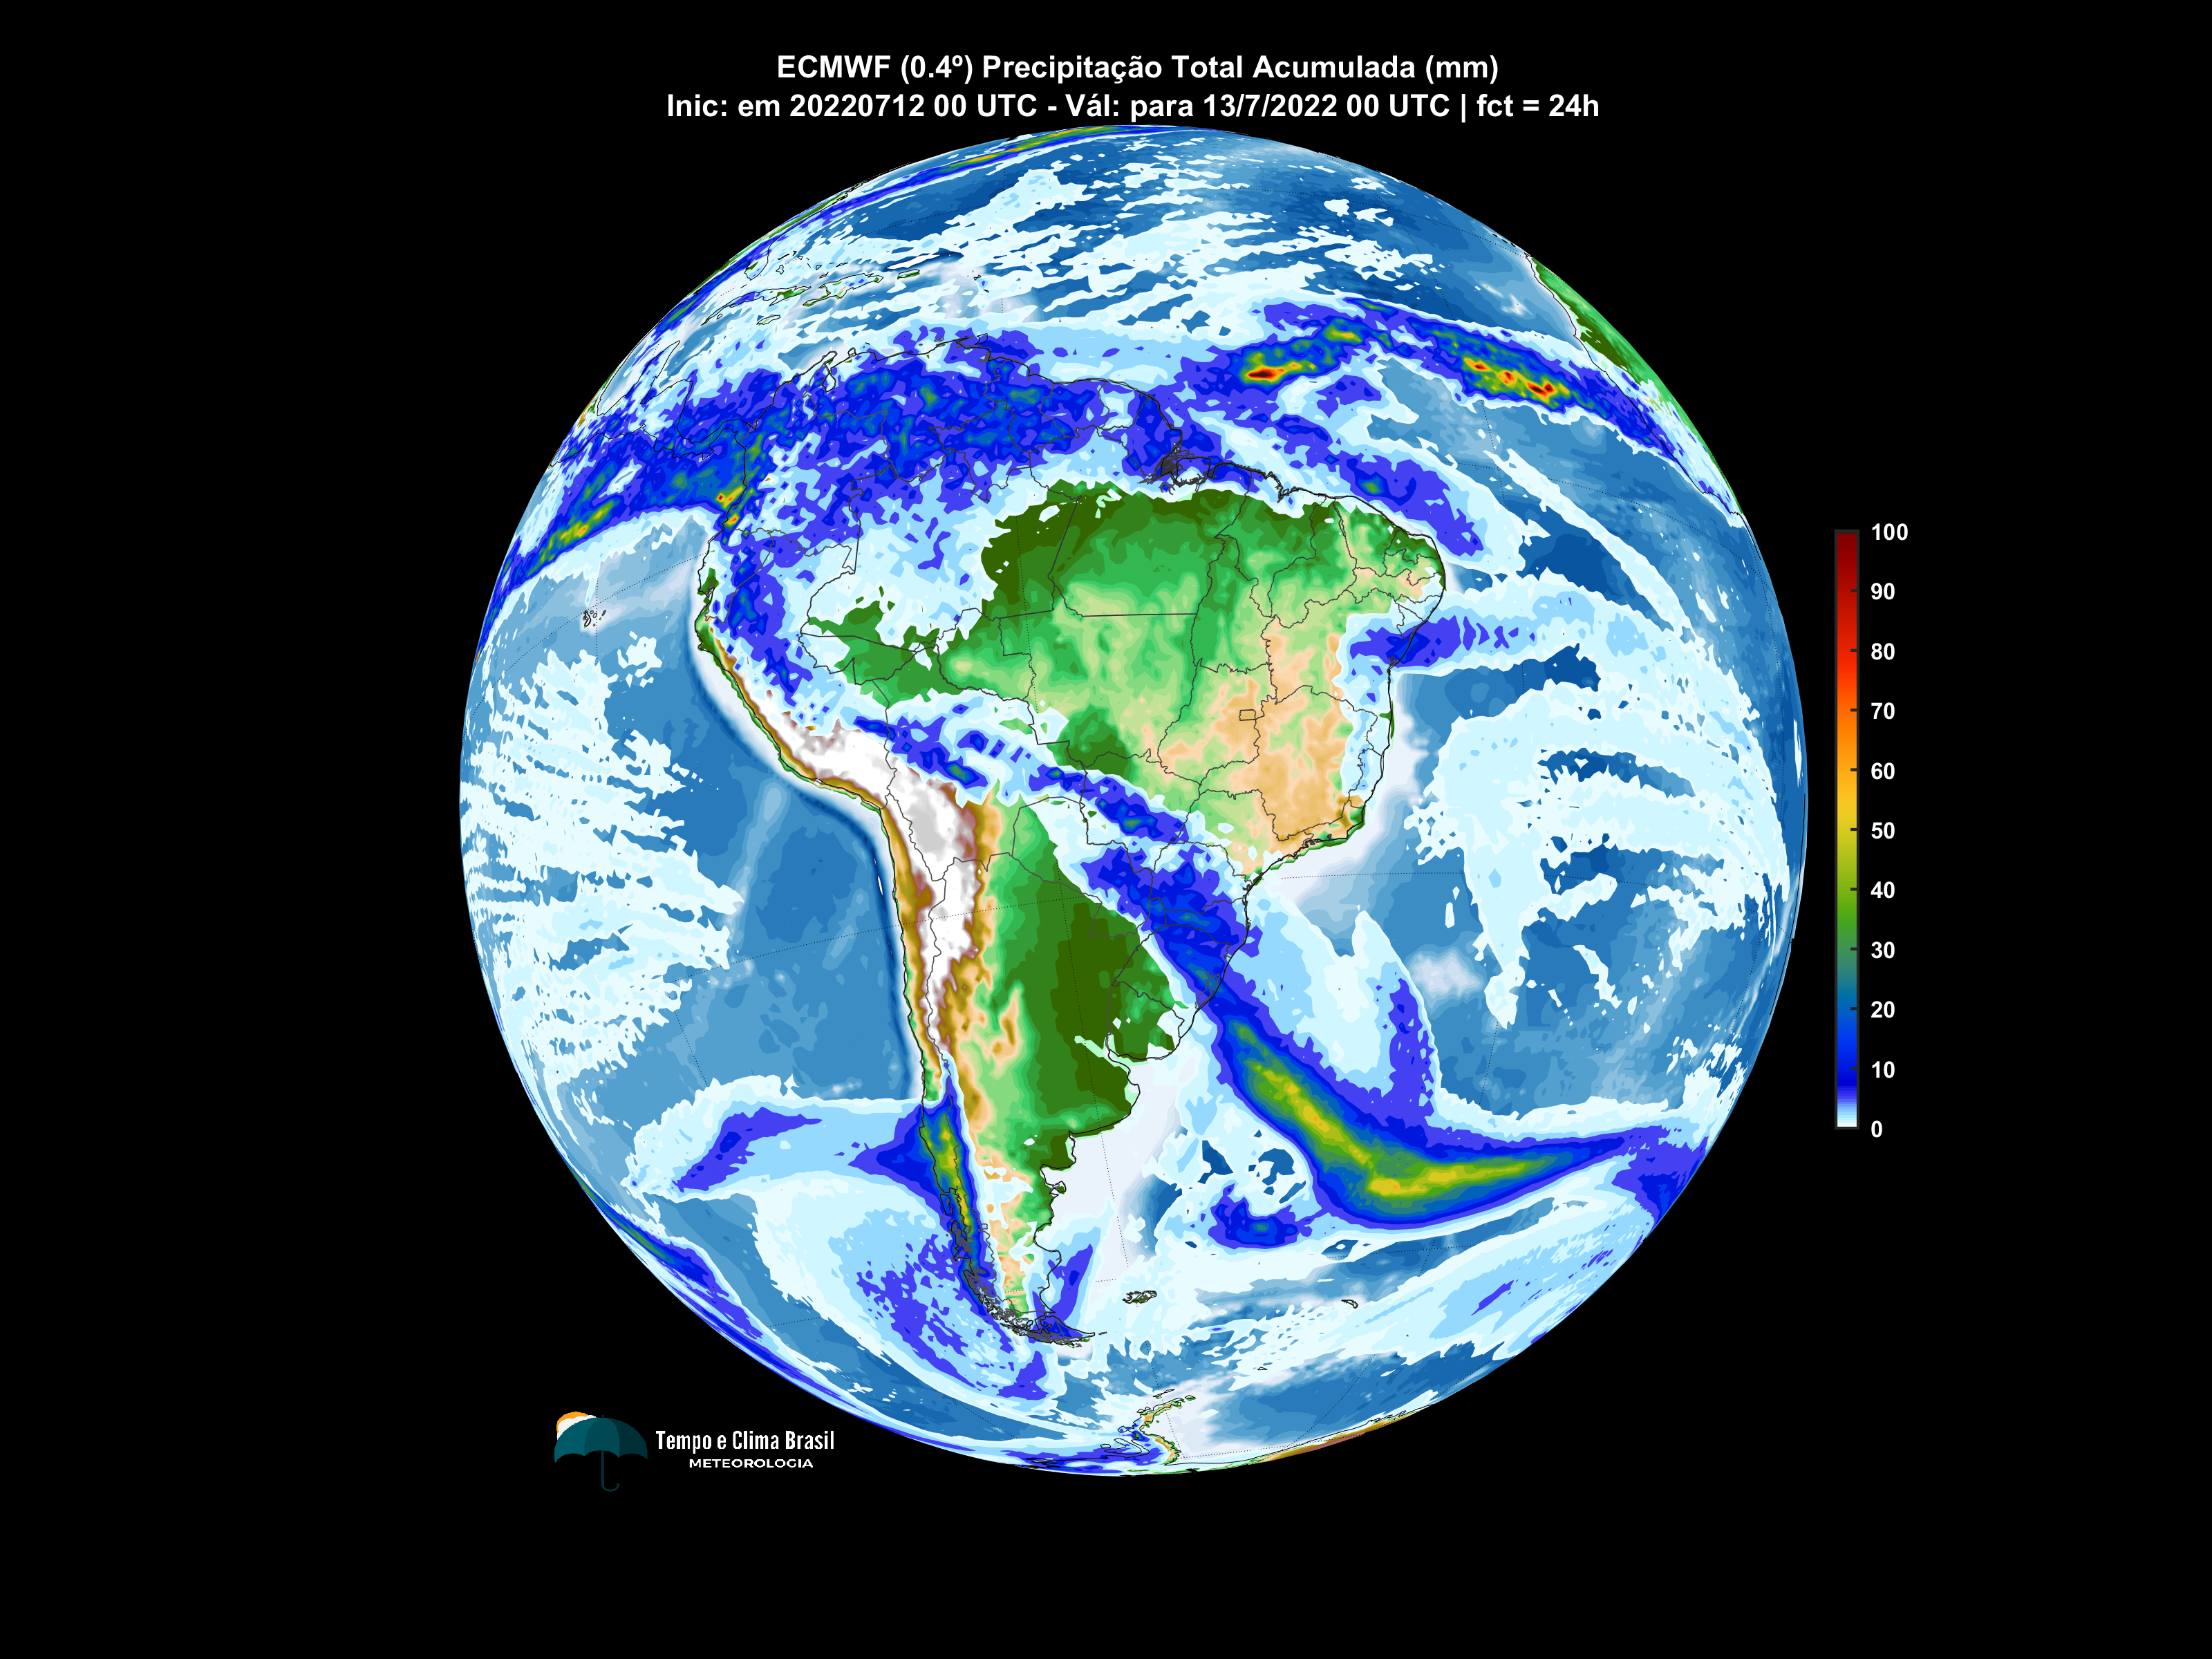 ECMWF (0.4º) Precipitação Total Acumulada (mm)
Inic: em 20220712 00 UTC - Vál: para 13/7/2022 00 UTC | fct = 24h
100
90
80
70
60
50
40
30
20
10
0
Tempo e Clima Brasil
METEOROLOGIA